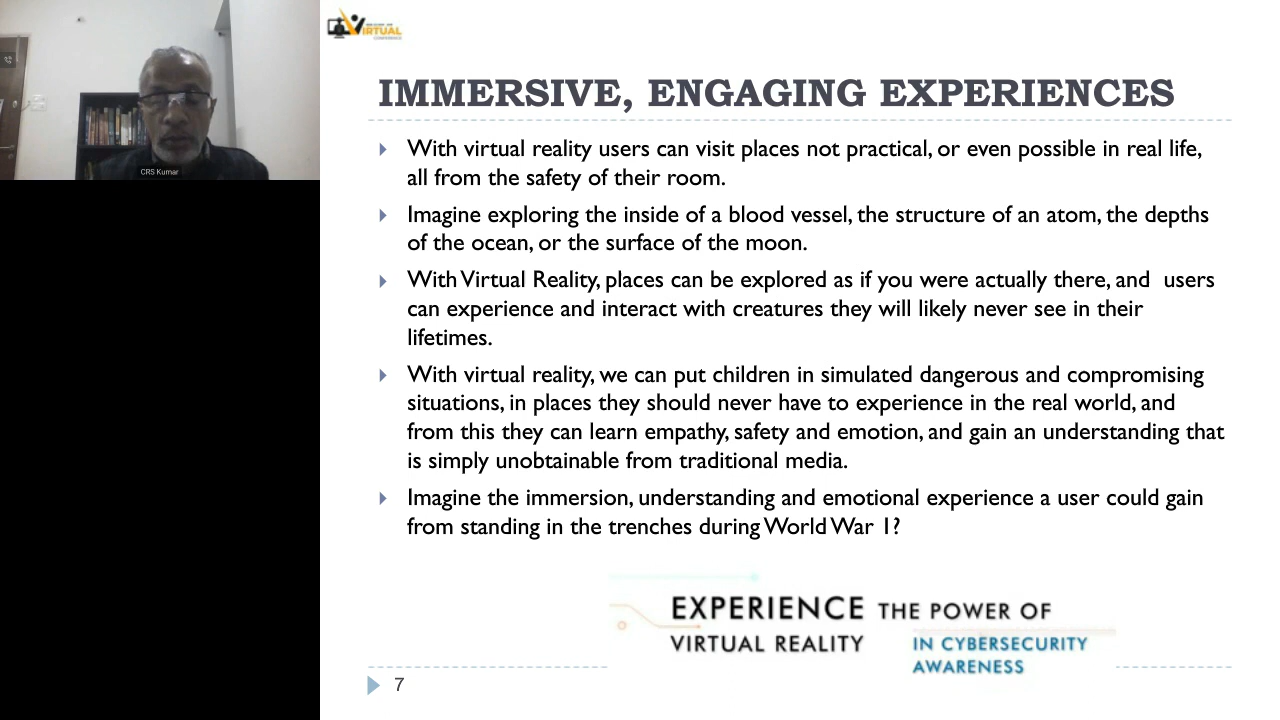 VIRTUAL
CONFERENCE
IMMERSIVE, ENGAGING EXPERIENCES
With virtual reality users can visit places not practical, or even possible in real life,
all from the safety of their room.
Imagine exploring the inside of a blood vessel, the structure of an atom, the depths
of the ocean, or the surface of the moon.
With Virtual Reality, places can be explored as if you were actually there, and  users
can experience and interact with creatures they will likely never see in their
lifetimes.
With virtual reality, we can put children in simulated dangerous and compromising
situations, in places they should never have to experience in the real world, and
from this they can learn empathy, safety and emotion, and gain an understanding that
is simply unobtainable from traditional media.
Imagine the immersion, understanding and emotional experience a user could gain
from standing in the trenches during World War 1?
EXPERIENCE THE POWER OF
VIRTUAL REALITY IN CYBERSECURITY
AWARENESS
7
CRS Kumar